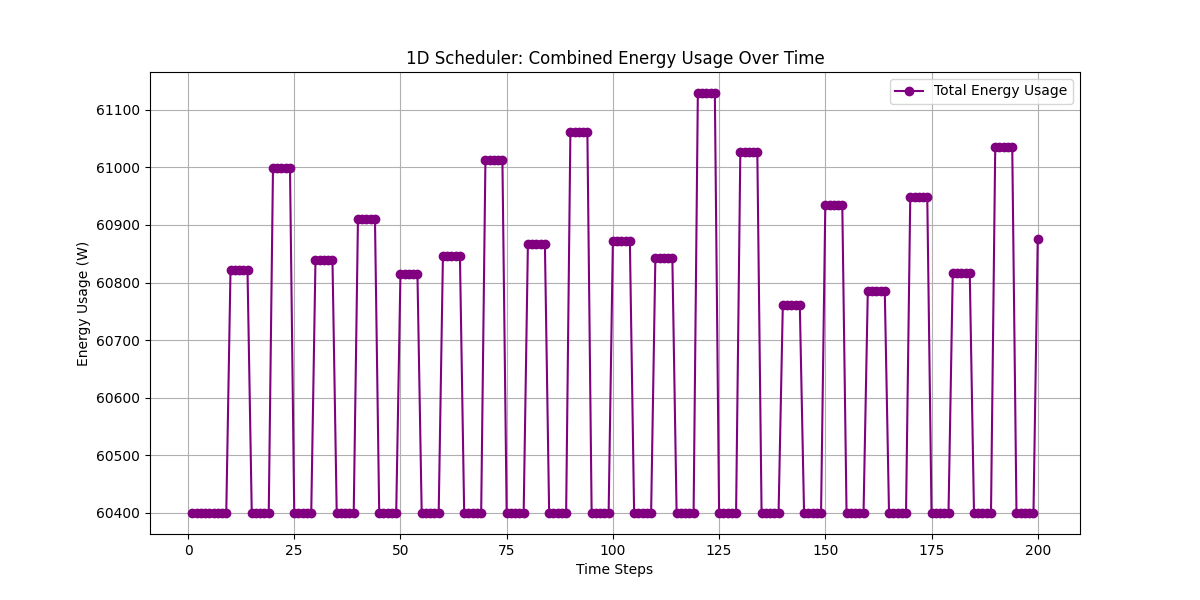 1D Scheduler: Combined Energy Usage Over Time
Total Energy Usage
Energy Usage (W)
61100
61000
60900
60800
60700
60600
60500
60400
0 25 50 75 100 125 150 175 200
Time Steps